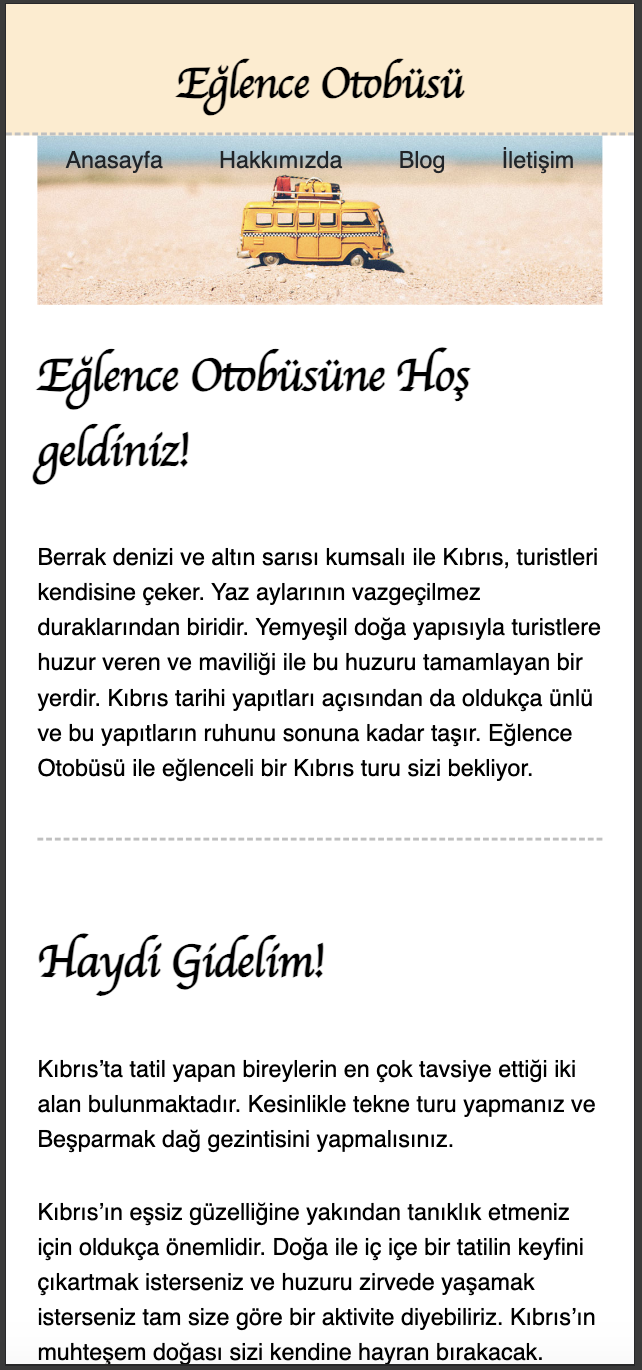 Eğlence Otobüsü
Anasayfa Hakkımızda Blog İletişim
Eğlence Otobüsüne Hoş
geldiniz!
Berrak denizi ve altın sarısı kumsalı ile Kıbrıs, turistleri
kendisine çeker. Yaz aylarının vazgeçilmez
duraklarından biridir. Yemyeşil doğa yapısıyla turistlere
huzur veren ve maviliği ile bu huzuru tamamlayan bir
yerdir. Kıbrıs tarihi yapıtları açısından da oldukça ünlü
ve bu yapıtların ruhunu sonuna kadar taşır. Eğlence
Otobüsü ile eğlenceli bir Kıbrıs turu sizi bekliyor.
Haydi Gidelim!
Kıbrıs’ta tatil yapan bireylerin en çok tavsiye ettiği iki
alan bulunmaktadır. Kesinlikle tekne turu yapmanız ve
Beşparmak dağ gezintisini yapmalısınız.
Kıbrıs’ın eşsiz güzelliğine yakından tanıklık etmeniz
için oldukça önemlidir. Doğa ile iç içe bir tatilin keyfini
çıkartmak isterseniz ve huzuru zirvede yaşamak
isterseniz tam size göre bir aktivite diyebiliriz. Kıbrıs’ın
muhteşem doğası sizi kendine hayran bırakacak.